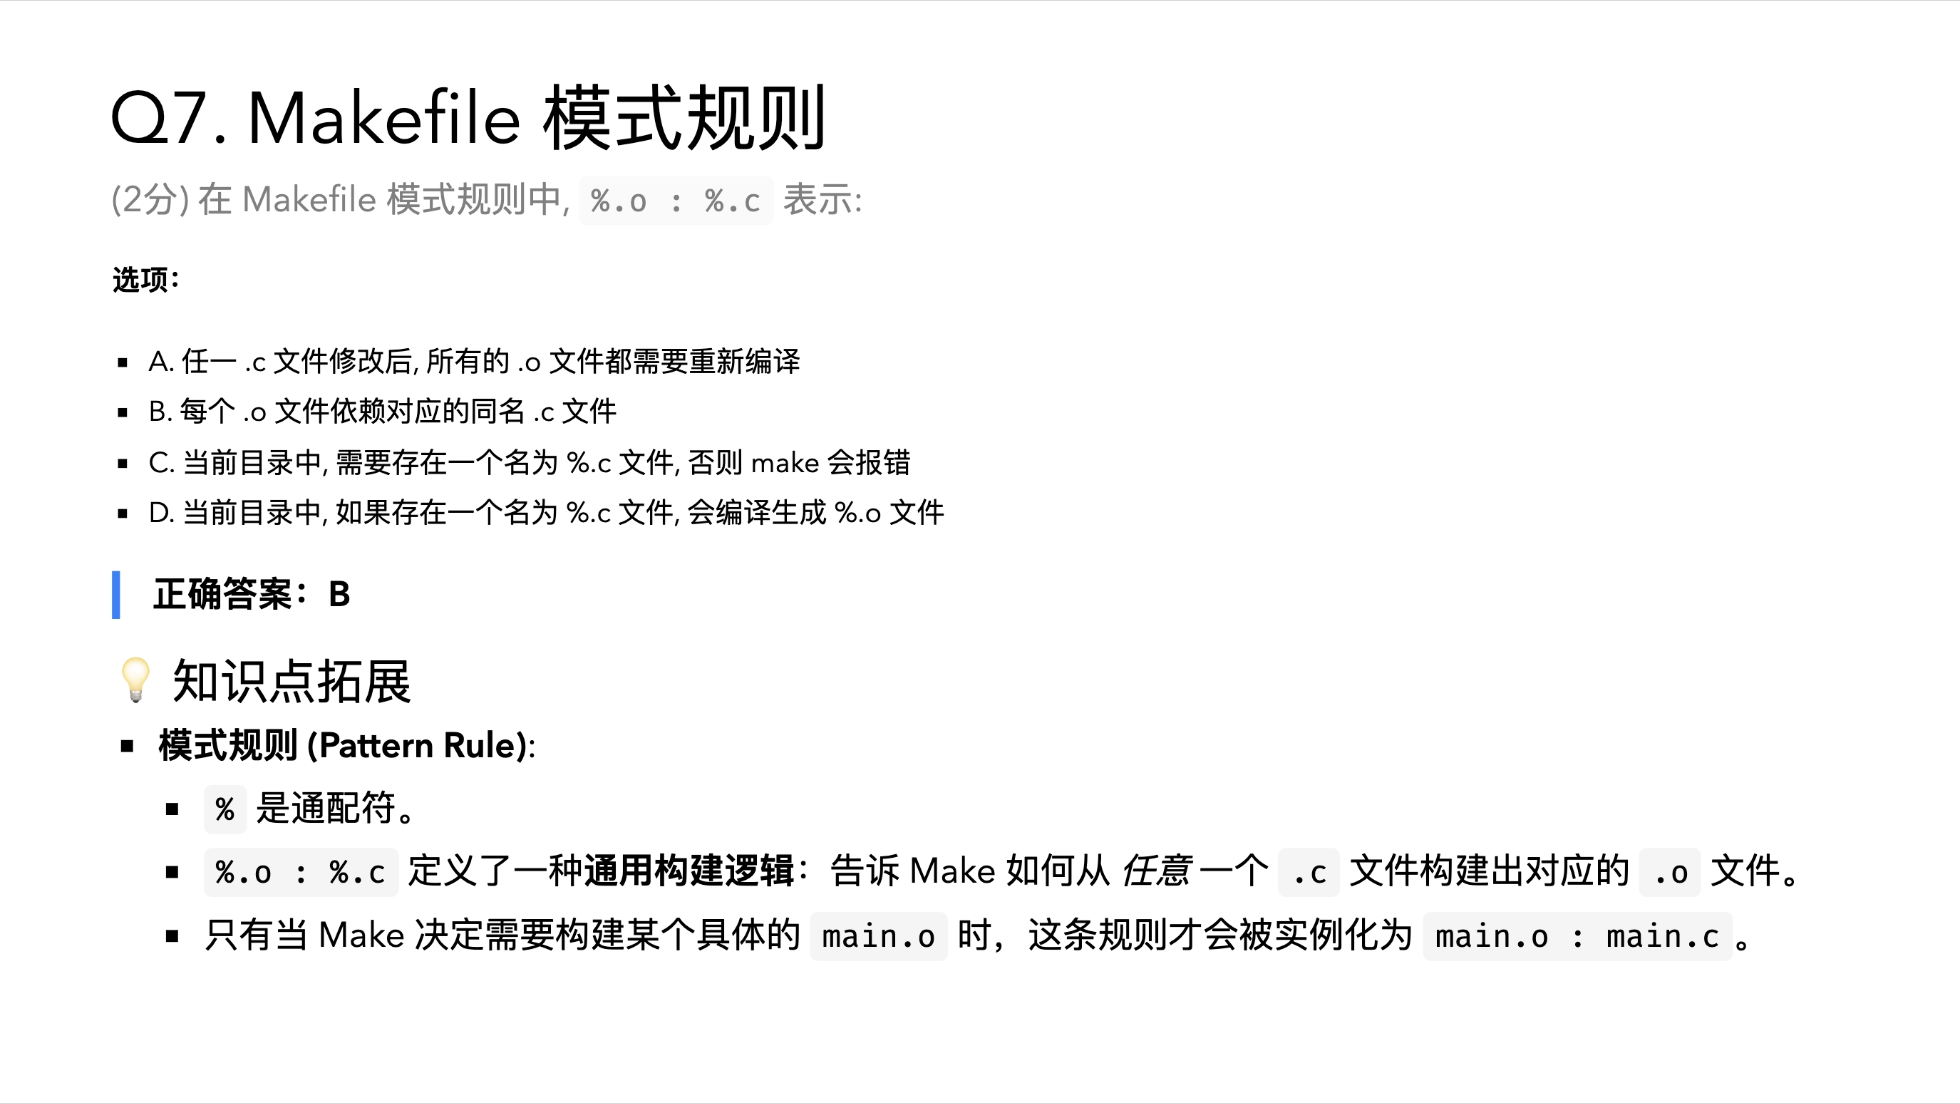 Q7. Makefile 模式规则
(2分) 在 Makefile 模式规则中, %.o : %.c 表示:
选项：
▪ A. 任一 .c 文件修改后, 所有的 .o 文件都需要重新编译
▪ B. 每个 .o 文件依赖对应的同名 .c 文件
▪ C. 当前目录中, 需要存在一个名为 %.c 文件, 否则 make 会报错
▪ D. 当前目录中, 如果存在一个名为 %.c 文件, 会编译生成 %.o 文件
正确答案：B
💡 知识点拓展
▪ 模式规则 (Pattern Rule):
▪ % 是通配符。
▪ %.o : %.c 定义了一种通用构建逻辑：告诉 Make 如何从 任意 一个 .c 文件构建出对应的 .o 文件。
▪ 只有当 Make 决定需要构建某个具体的 main.o 时，这条规则才会被实例化为 main.o : main.c 。